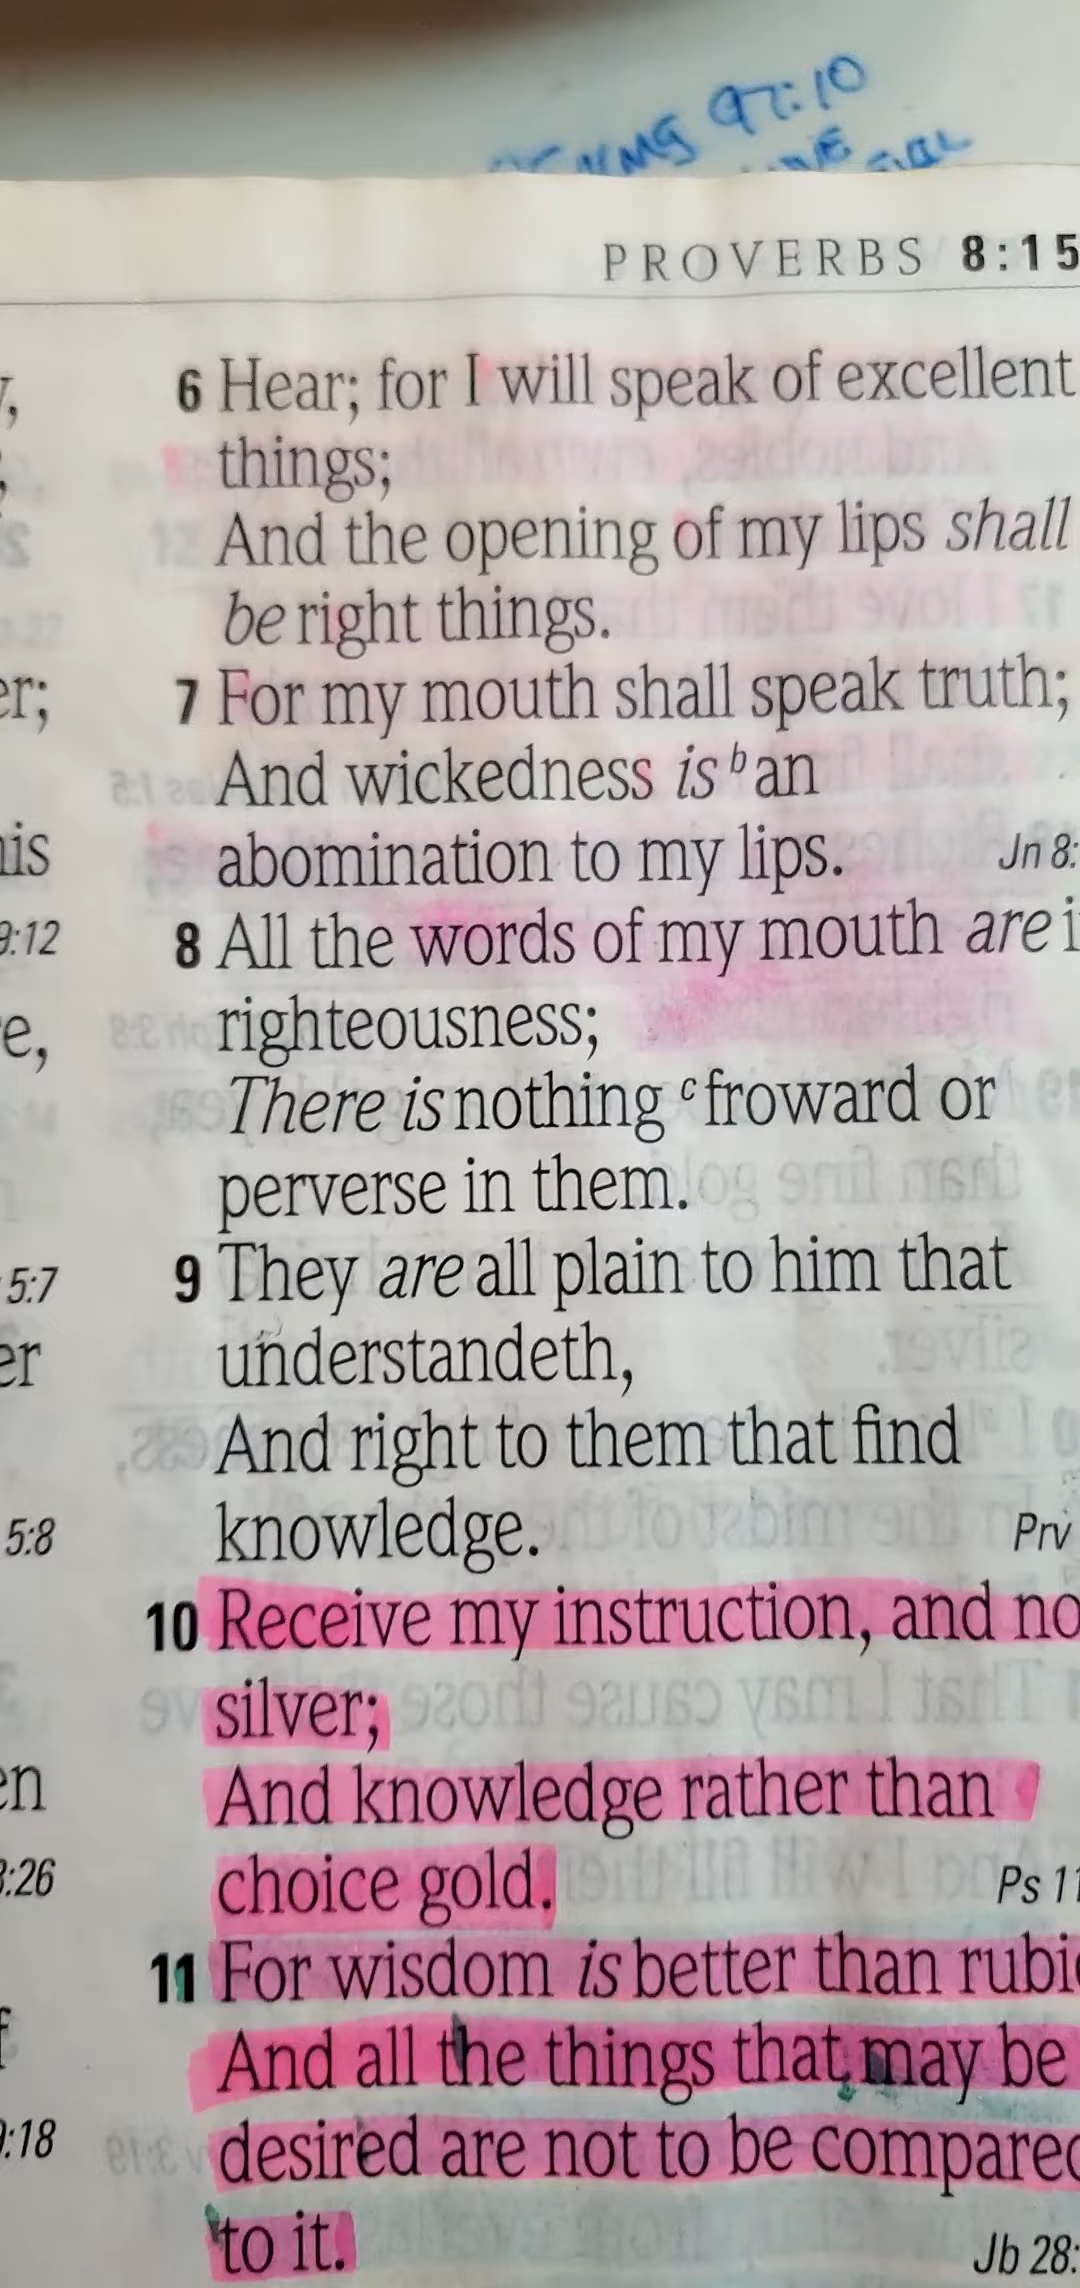 97:10
PROVERBS 8:15
6 Hear; for I will speak of excellent
things;
And the opening of my lips shall
be right things.
7 For my mouth shall speak truth;
And wickedness is b an
abomination to my lips. Jn 8:
8 All the words of my mouth are
9:12
righteousness;
There is nothing c froward or
perverse in them.
9 They are all plain to him that
5:7
understandeth,
And right to them that find
knowledge. Prv
5:8
10 Receive my instruction, and
silver;
And knowledge rather than
choice gold. Ps
:26
11 For wisdom is better than
And all the things that may be
desired are not to be compared
:18
to it. Jb 28: